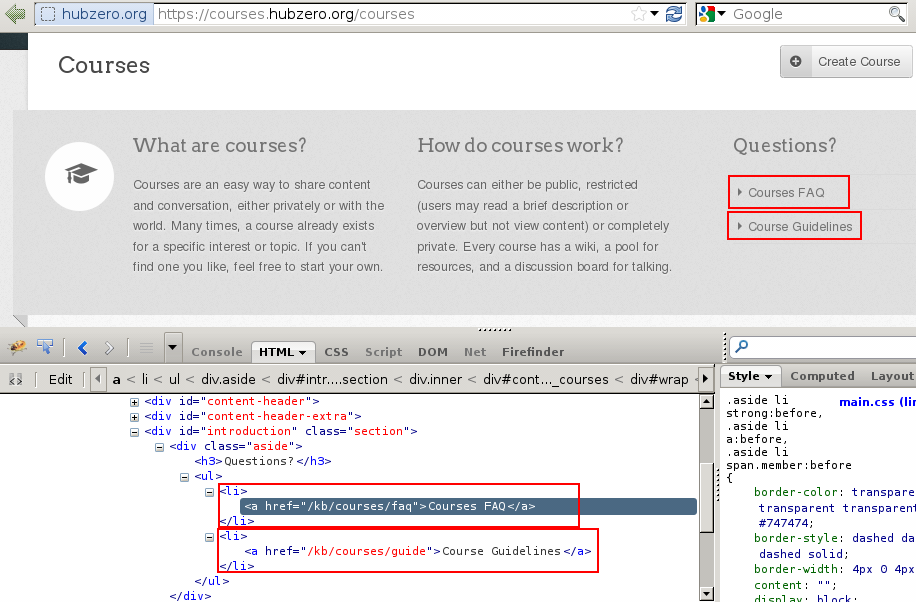 hubzero.org https://courses.hubzero.org/courses Google
Courses
Create Course
What are courses?
Courses are an easy way to share content
and conversation, either privately or with the
world. Many times, a course already exists
for a specific interest or topic. If you can't
find one you like, feel free to start your own.
How do courses work?
Courses can either be public, restricted
(users may read a brief description or
overview but not view content) or completely
private. Every course has a wiki, a pool for
resources, and a discussion board for talking.
Questions?
Courses FAQ
Course Guidelines
Console HTML CSS Script DOM Net Firefinder
Edit a < li < ul < div.aside < div#intr....section < div.inner < div#cont..._courses < div#wrap <
<div id="content-header">
<div id="content-header-extra">
<div id="introduction" class="section">
<div class="aside">
<h3>Questions?</h3>
<ul>
<li>
<a href="/kb/courses/faq">Courses FAQ</a>
</li>
<li>
<a href="/kb/courses/guide">Course Guidelines</a>
</li>
</ul>
</div>
Style Computed Layout
.aside li main.css (lin
strong:before,
.aside li
a:before,
.aside li
span.member:before
{
border-color: transpare
transparent transparent
#747474;
border-style: dashed da
dashed solid;
border-width: 4px 0 4px
content: "";
display: block;